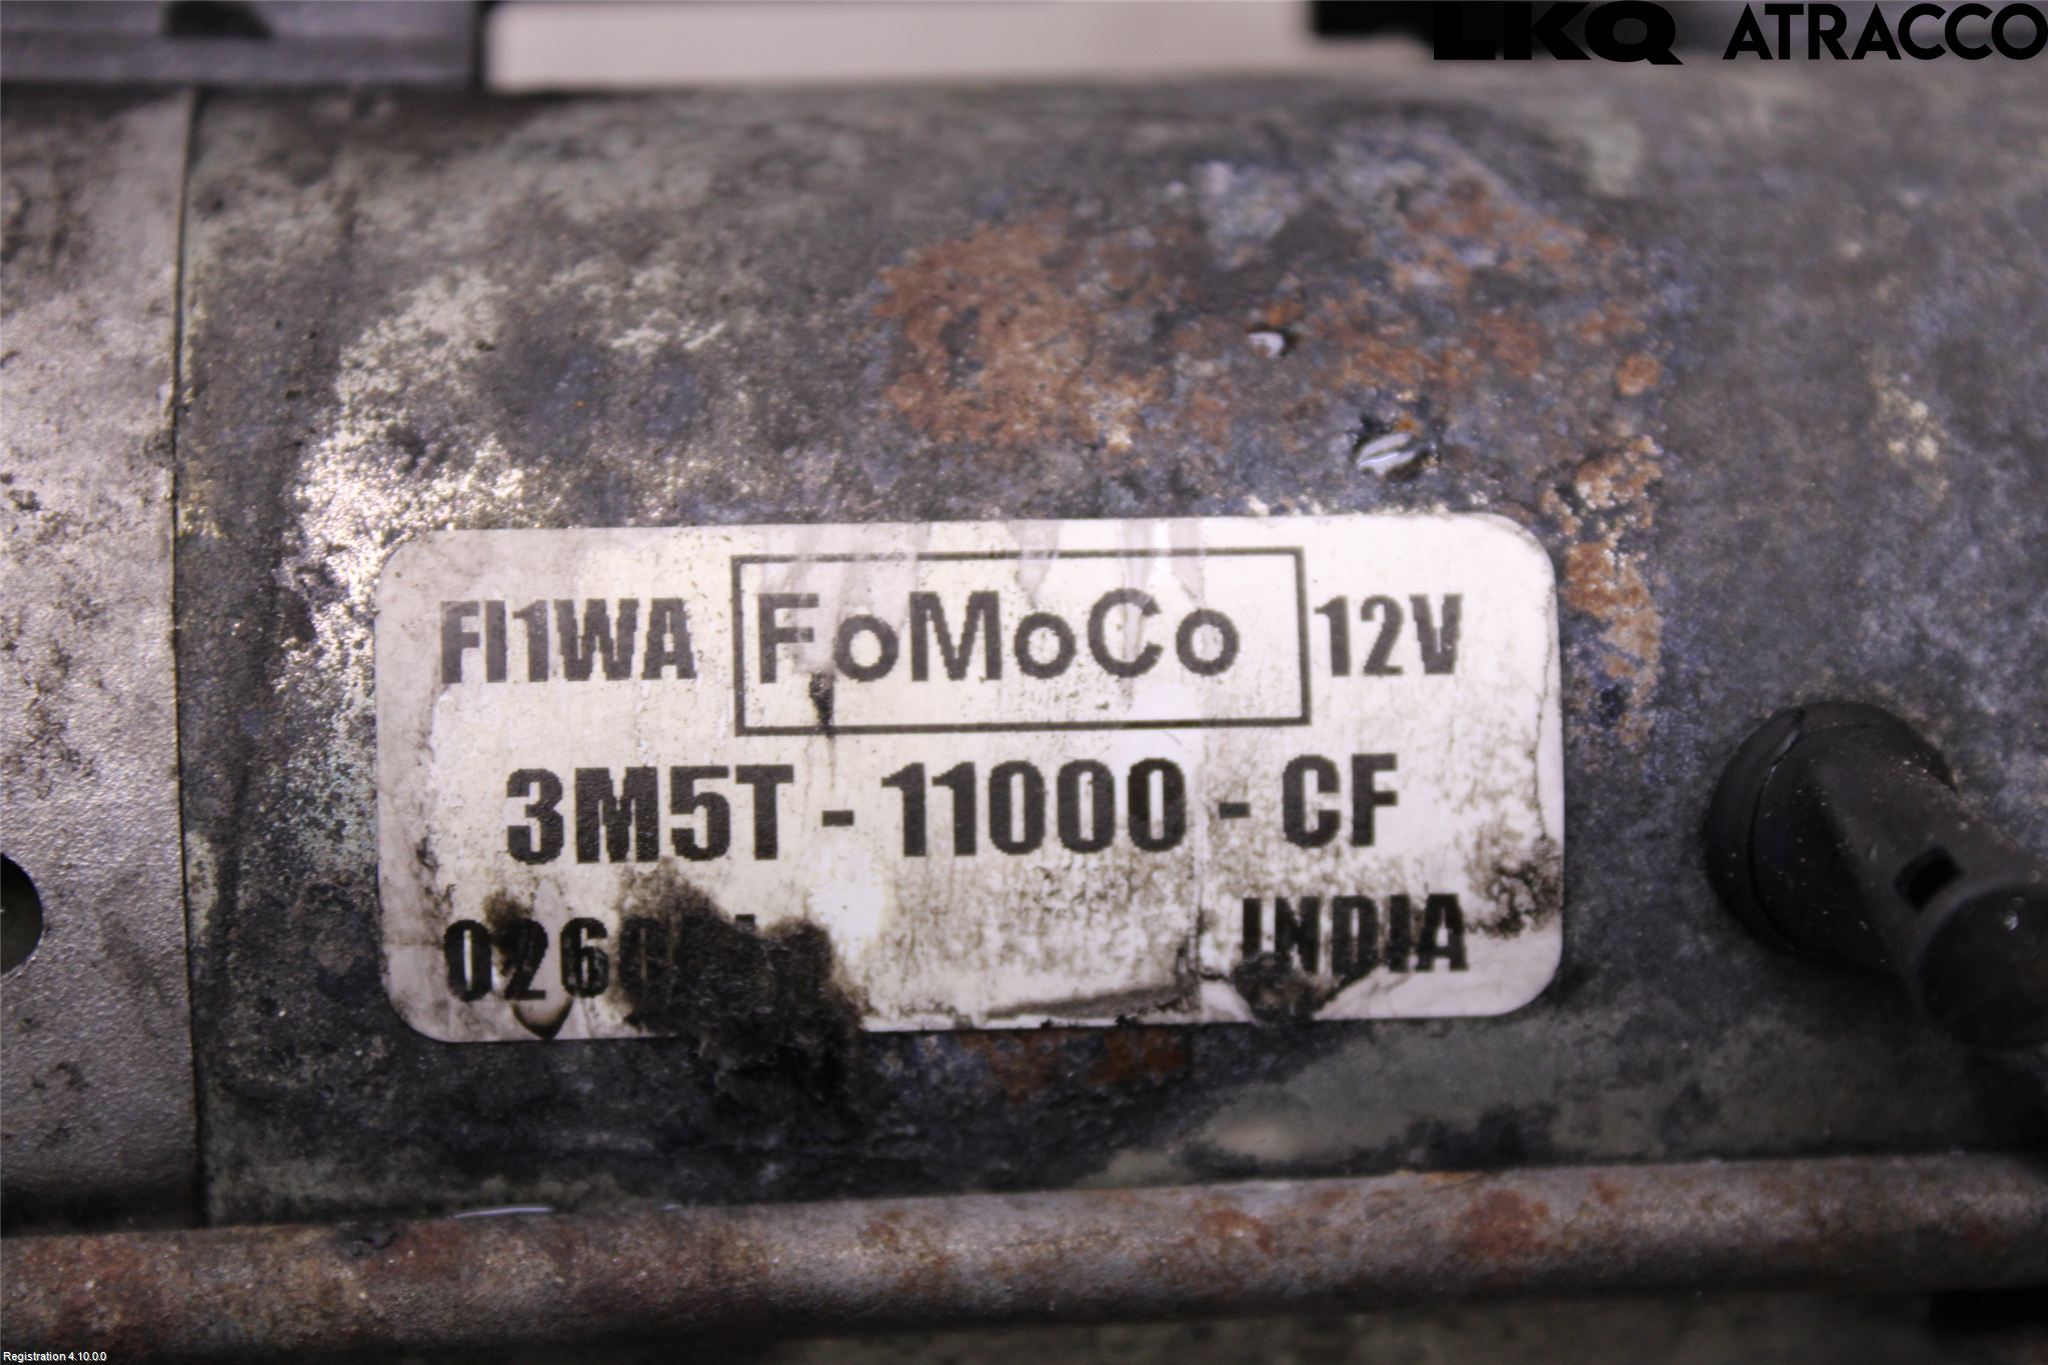 LKQ ATRACCO
FI1WA FoMoCo 12V
3M5T - 11000 - CF
INDIA
Registration 4.10.0.0